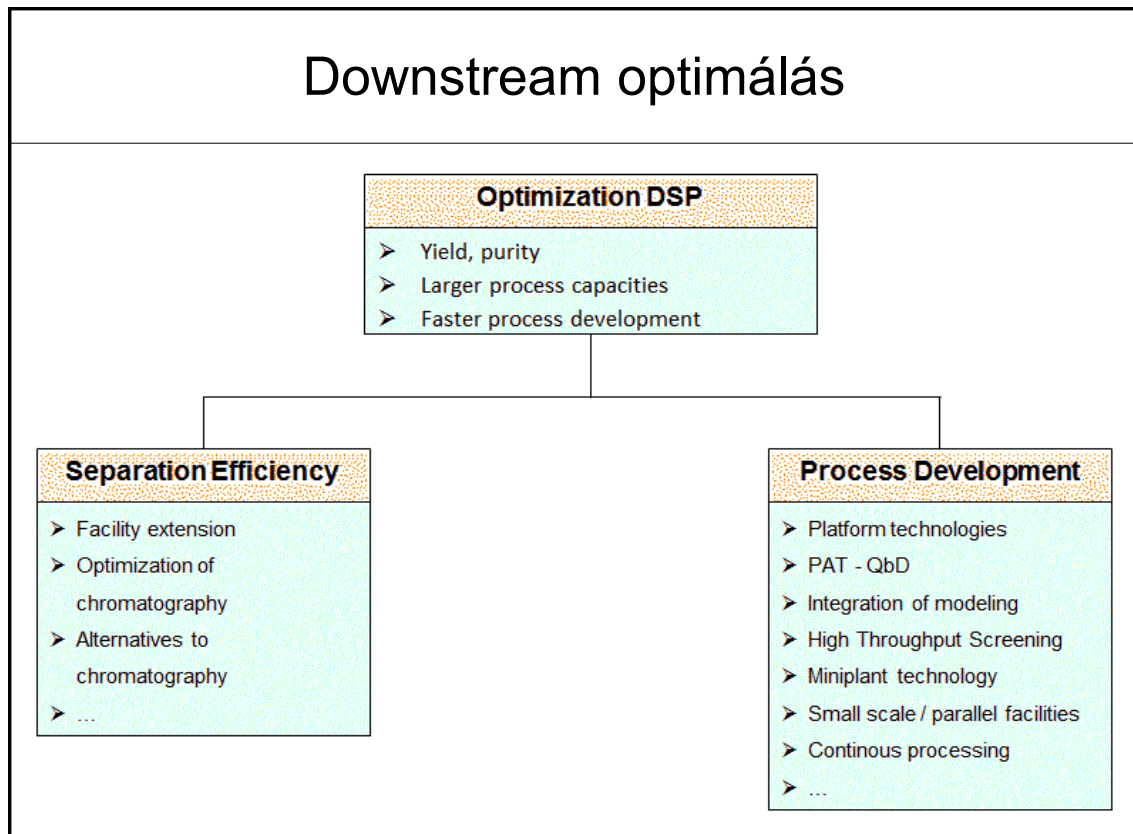 Downstream optimálás
Optimization DSP
➢ Yield, purity
➢ Larger process capacities
➢ Faster process development
Separation Efficiency
➢ Facility extension
➢ Optimization of
chromatography
➢ Alternatives to
chromatography
➢ ...
Process Development
➢ Platform technologies
➢ PAT - QbD
➢ Integration of modeling
➢ High Throughput Screening
➢ Miniplant technology
➢ Small scale / parallel facilities
➢ Continous processing
➢ ...